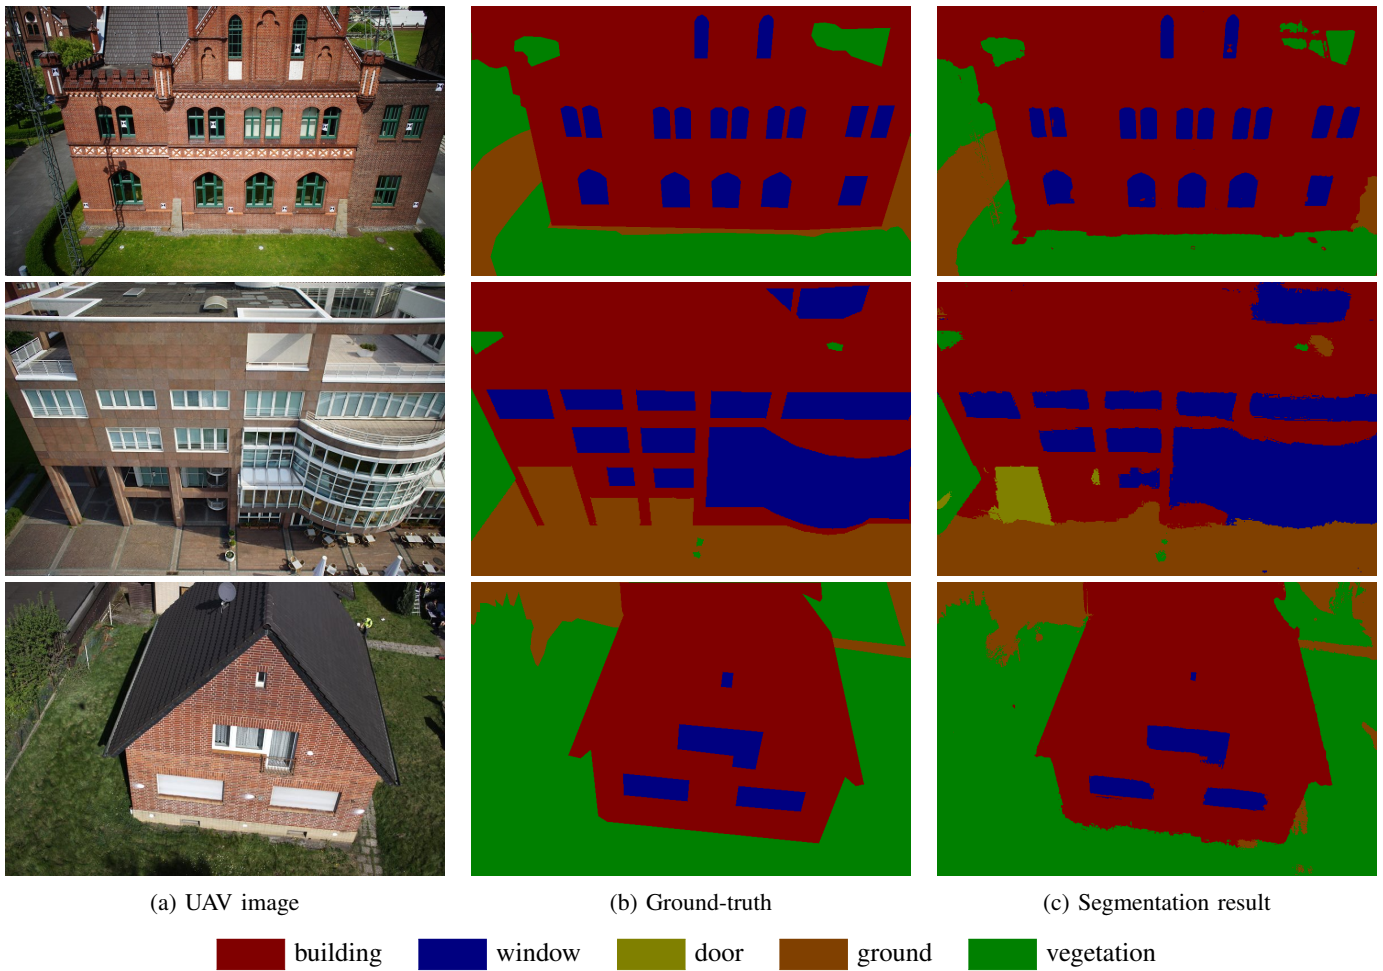 (a) UAV image
(b) Ground-truth
(c) Segmentation result
building
window
door
ground
vegetation